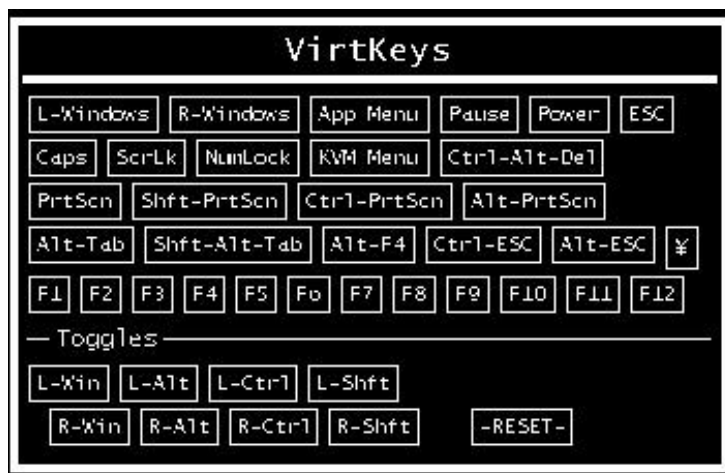 VirtKeys
L-Windows R-Windows App Menu Pause Power ESC
Caps ScrLk NumLock KVM Menu Ctrl-Alt-Del
PrtScn Shft-PrtScn Ctrl-PrtScn Alt-PrtScn
Alt-Tab Shft-Alt-Tab Alt-F4 Ctrl-ESC Alt-ESC ¥
F1 F2 F3 F4 F5 F6 F7 F8 F9 F10 F11 F12
Toggles
L-Win L-Alt L-Ctrl L-Shft
R-Win R-Alt R-Ctrl R-Shft -RESET-